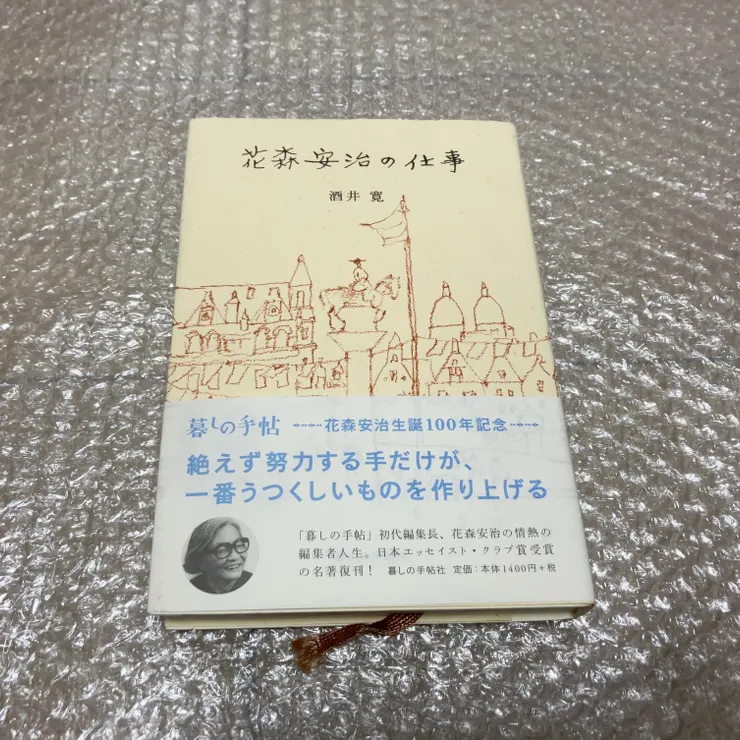 花森安治の仕事
酒井 寛
暮しの手帖 花森安治生誕100年記念
絶えず努力する手だけが、
一番うつくしいものを作り上げる
「暮しの手帖」初代編集長、花森安治の情熱の
編集者人生。日本エッセイスト・クラブ賞受賞
の名著復刊！ 暮しの手帖社 定価：本体1400円+税